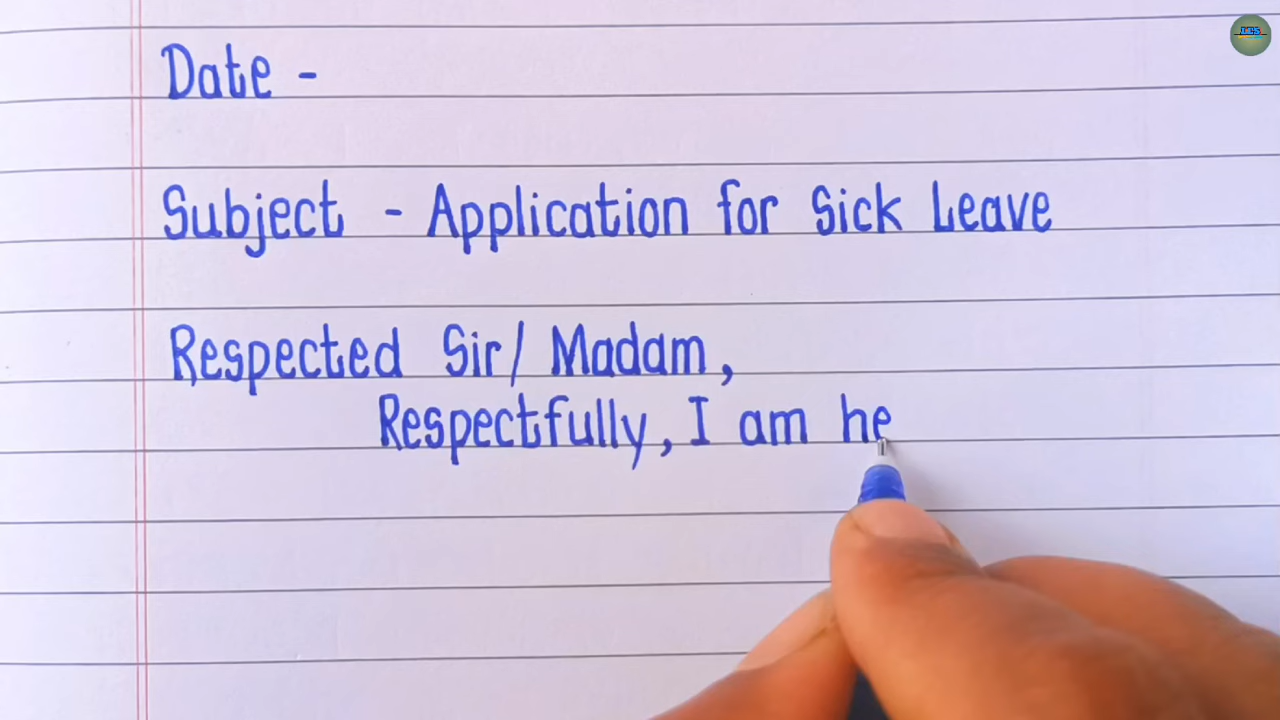 Date -
Subject - Application for Sick Leave
Respected Sir/ Madam,
Respectfully, I am he